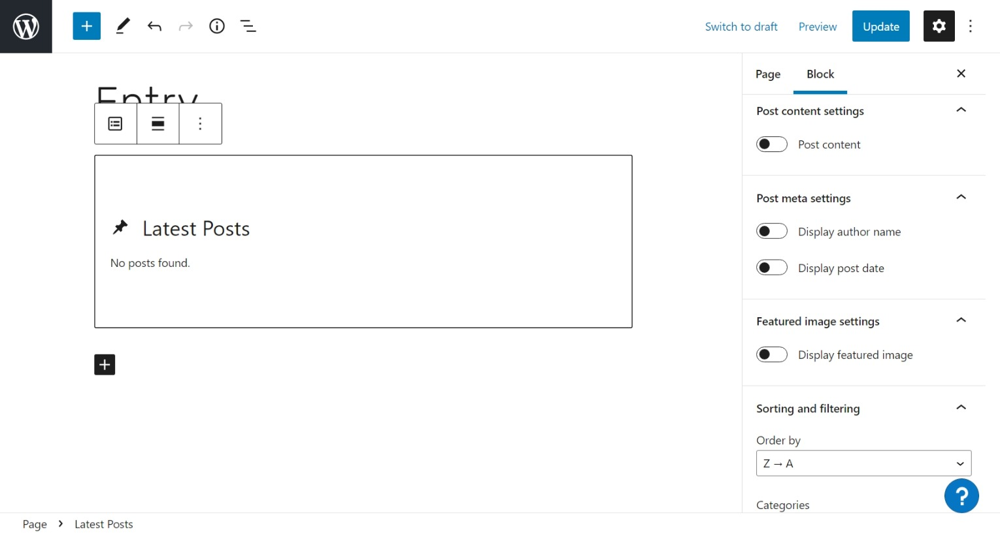 Switch to draft
Preview
Update
Page
Block
Entry
Post content settings
Post content
Post meta settings
Display author name
Display post date
Featured image settings
Display featured image
Sorting and filtering
Order by
Z → A
Categories
Latest Posts
No posts found.
Page
Latest Posts